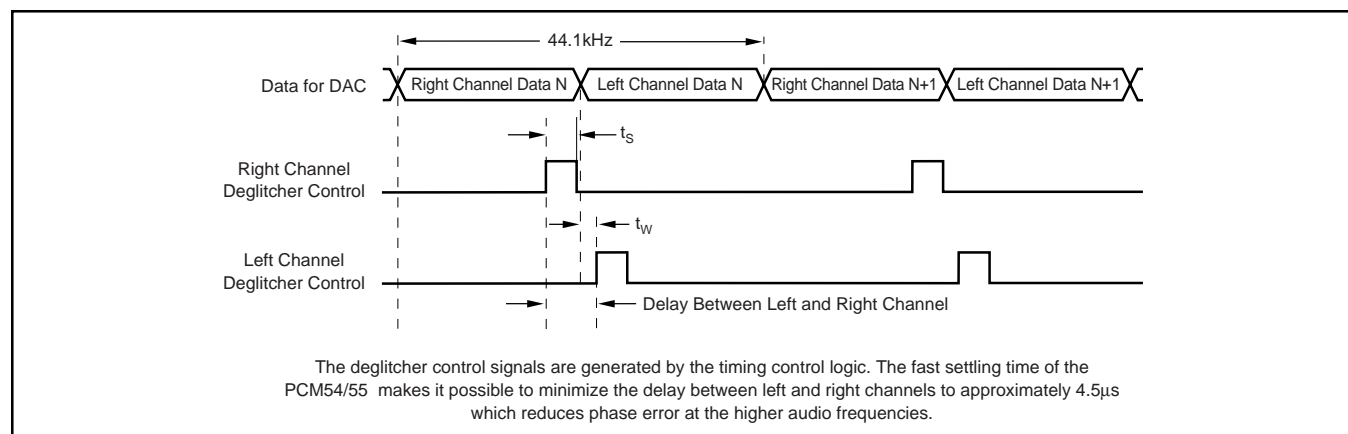 44.1kHz
Data for DAC
Right Channel Data N
Left Channel Data N
Right Channel Data N+1
Left Channel Data N+1
tS
Right Channel
Deglitcher Control
tW
Left Channel
Deglitcher Control
Delay Between Left and Right Channel
The deglitcher control signals are generated by the timing control logic. The fast settling time of the
PCM54/55 makes it possible to minimize the delay between left and right channels to approximately 4.5μs
which reduces phase error at the higher audio frequencies.